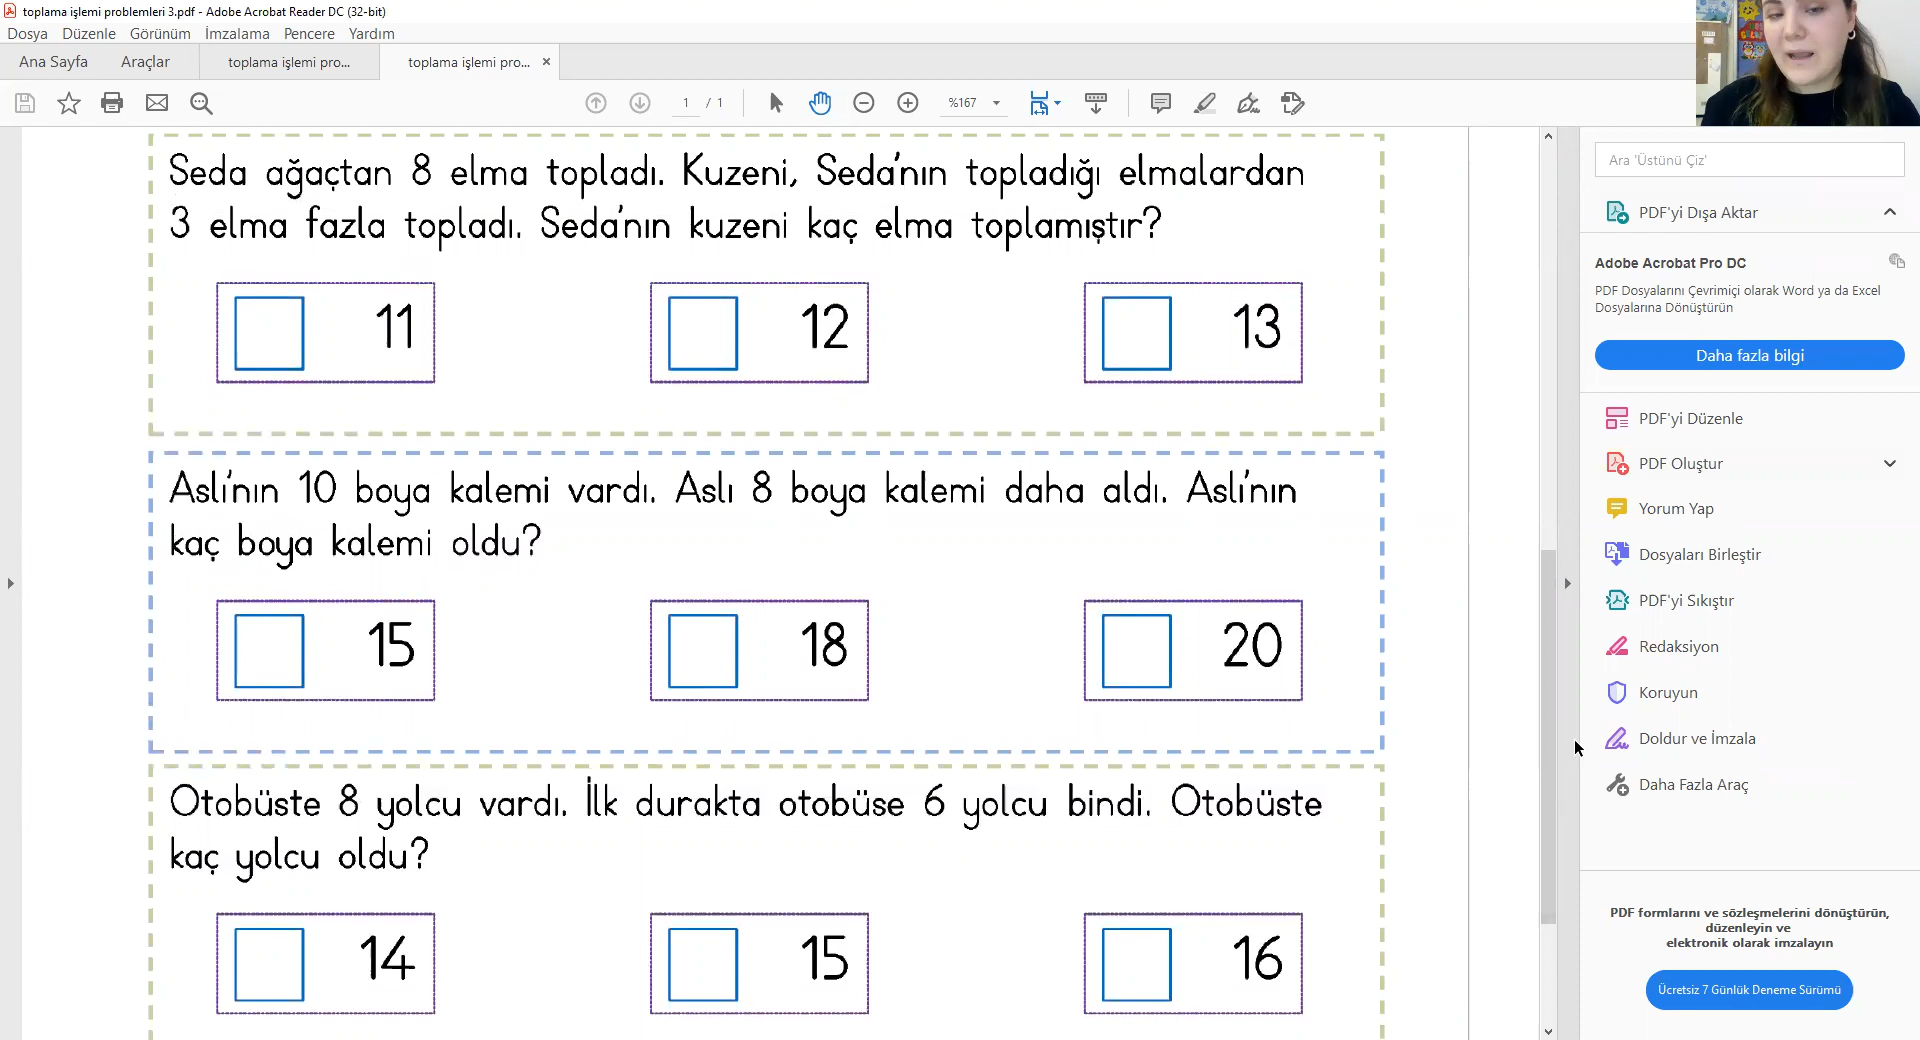 toplama işlemi problemleri 3.pdf - Adobe Acrobat Reader DC (32-bit)
Dosya Düzenle Görünüm İmzalama Pencere Yardım
Ana Sayfa Araçlar toplama işlemi pro... toplama işlemi pro... ×
1 / 1 %167
Seda ağaçtan 8 elma topladı. Kuzeni, Seda'nın topladığı elmalardan
3 elma fazla topladı. Seda'nın kuzeni kaç elma toplamıştır?
11 12 13
Aslı'nın 10 boya kalemi vardı. Aslı 8 boya kalemi daha aldı. Aslı'nın
kaç boya kalemi oldu?
15 18 20
Otobüste 8 yolcu vardı. İlk durakta otobüse 6 yolcu bindi. Otobüste
kaç yolcu oldu?
14 15 16
Ara 'Üstünü Çiz'
PDF'yi Dışa Aktar
Adobe Acrobat Pro DC
PDF Dosyalarını Çevrimiçi olarak Word ya da Excel
Dosyalarına Dönüştürün
Daha fazla bilgi
PDF'yi Düzenle
PDF Oluştur
Yorum Yap
Dosyaları Birleştir
PDF'yi Sıkıştır
Redaksiyon
Koruyun
Doldur ve İmzala
Daha Fazla Araç
PDF formlarını ve sözleşmelerini dönüştürün,
düzenleyin ve
elektronik olarak imzalayın
Ücretsiz 7 Günlük Deneme Sürümü